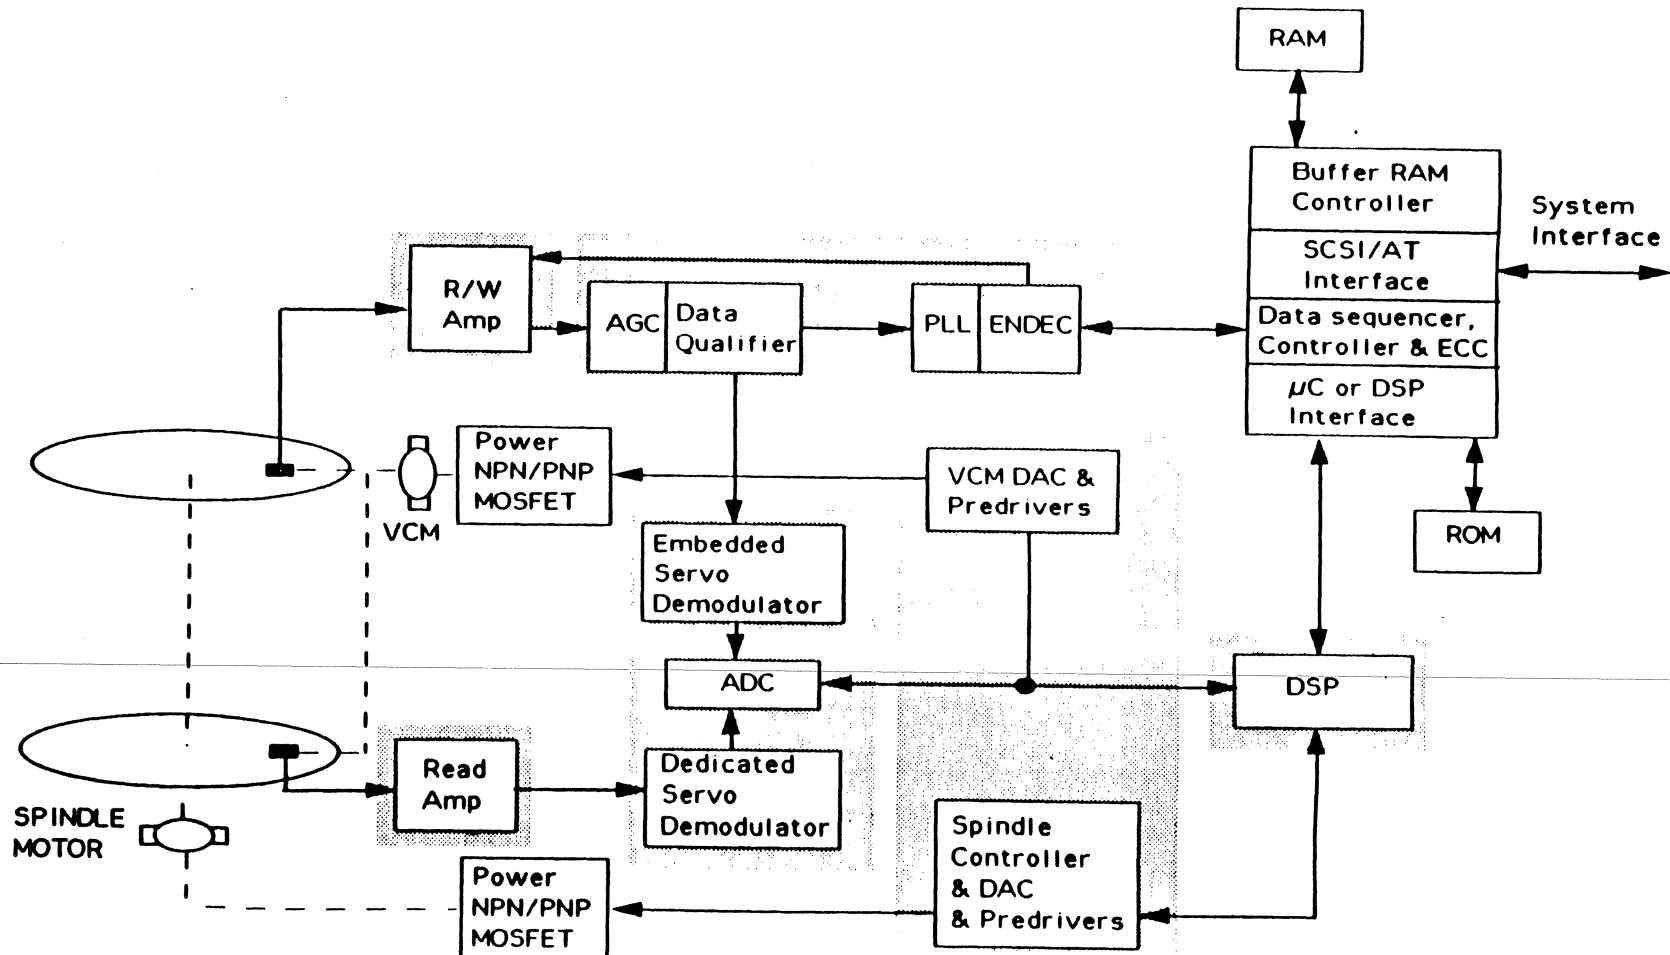 RAM
Buffer RAM
Controller
System
Interface
SCSI/AT
Interface
R/W
Amp
AGC
Data
Qualifier
PLL
ENDEC
Data sequencer,
Controller & ECC
µC or DSP
Interface
Power
NPN/PNP
MOSFET
VCM
VCM DAC &
Predrivers
ROM
Embedded
Servo
Demodulator
ADC
DSP
Read
Amp
Dedicated
Servo
Demodulator
SPINDLE
MOTOR
Spindle
Controller
& DAC
& Predrivers
Power
NPN/PNP
MOSFET